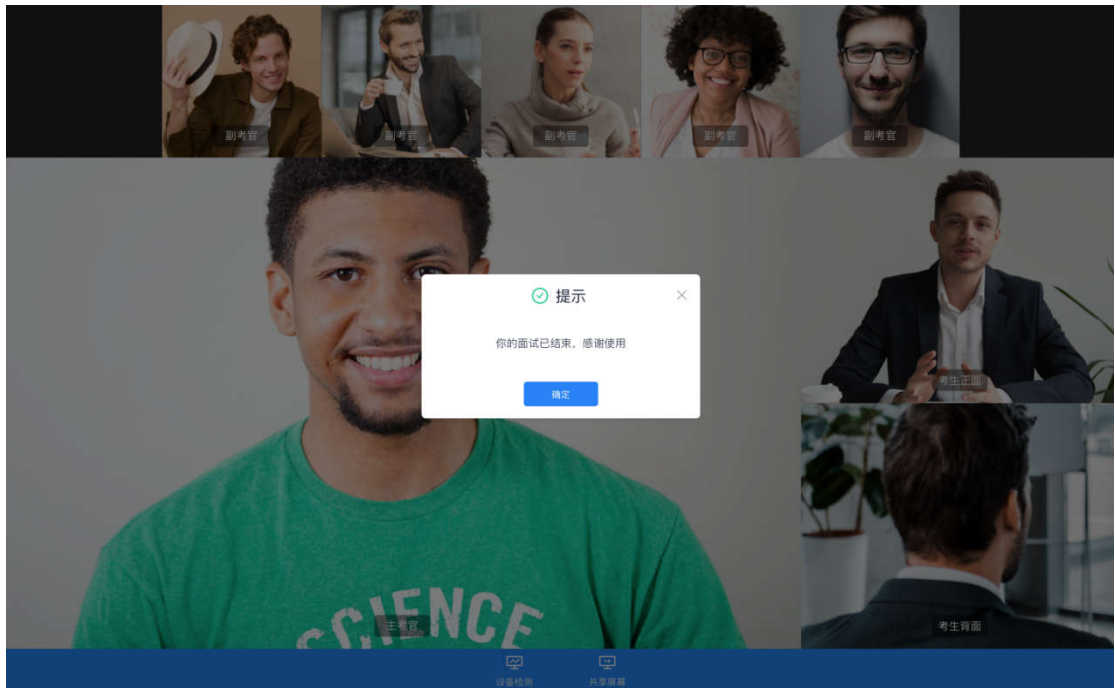 副考官
副考官
副考官
副考官
副考官
提示
你的面试已结束，感谢使用
确定
考生正面
SCIENCE
主考官
考生背面
设备检测
共享屏幕